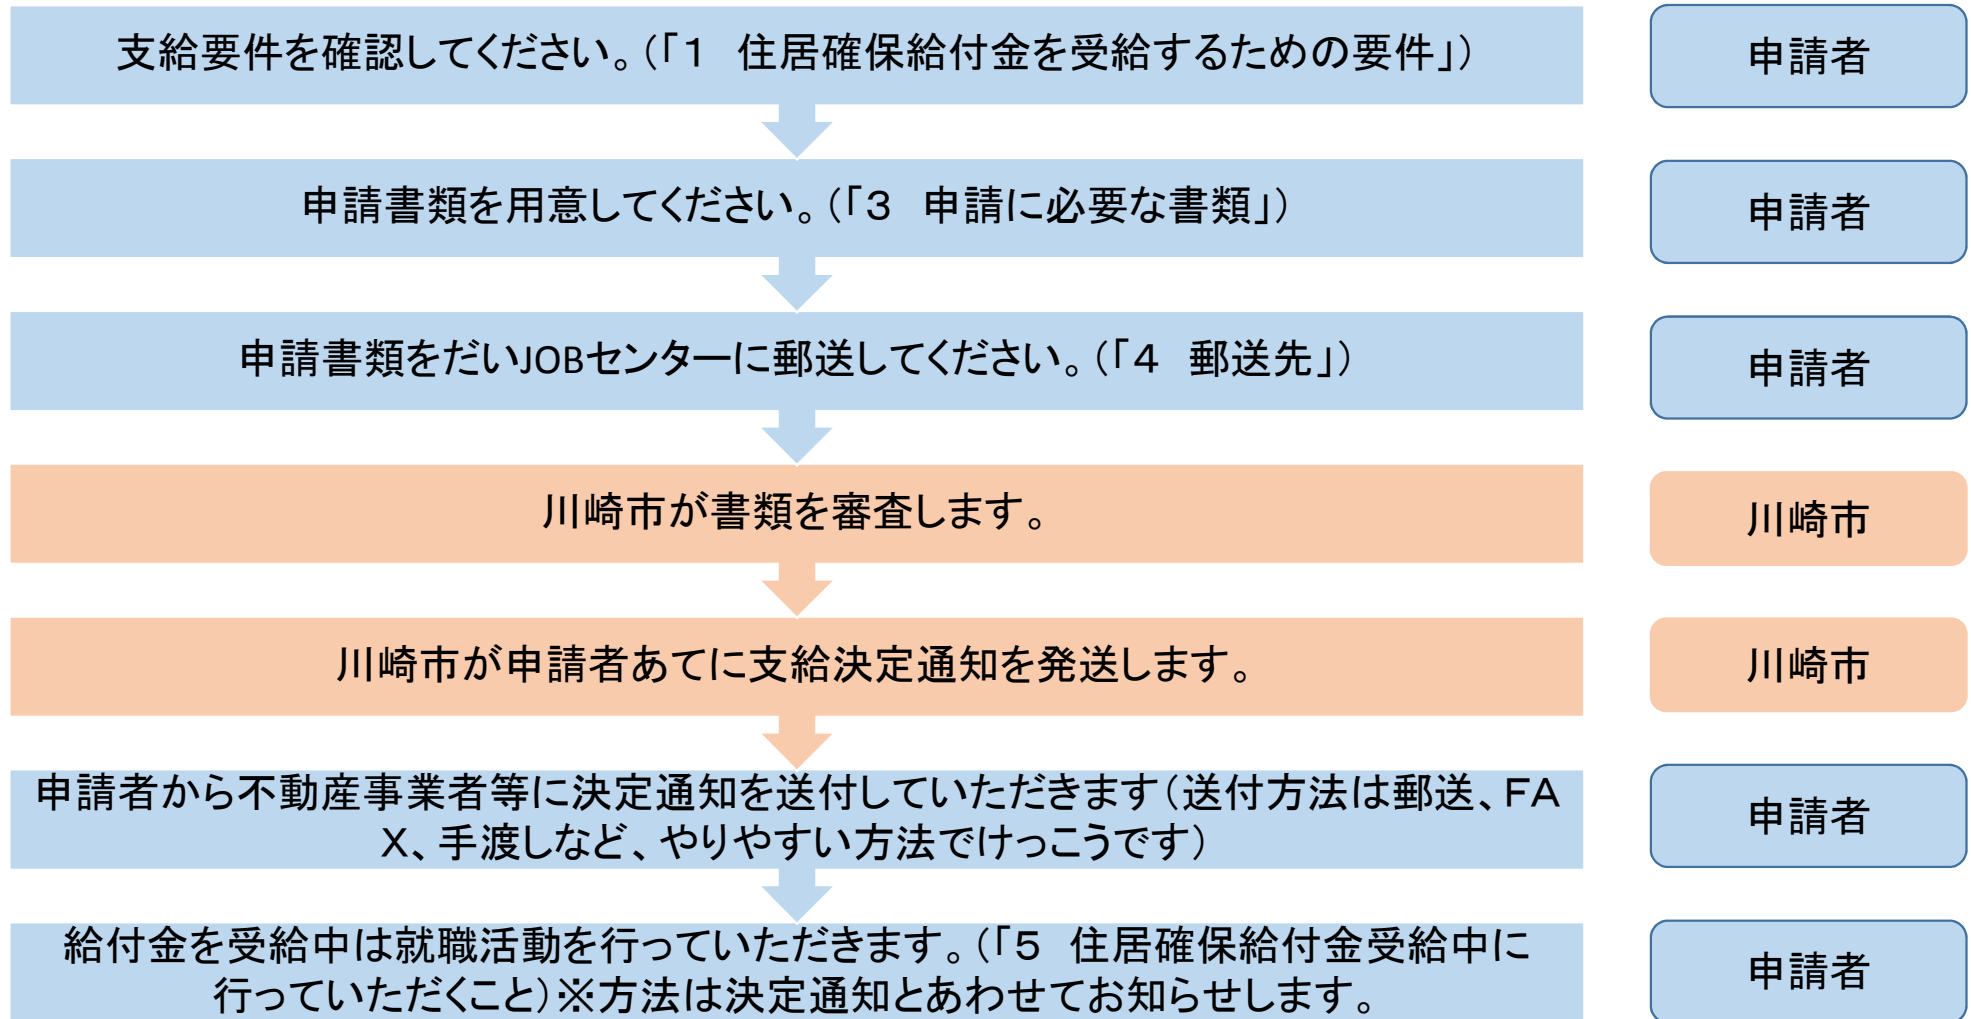 支給要件を確認してください。(「１　住居確保給付金を受給するための要件」)
申請者
申請書類を用意してください。(「３　申請に必要な書類」)
申請者
申請書類をだいJOBセンターに郵送してください。(「４　郵送先」)
申請者
川崎市が書類を審査します。
川崎市
川崎市が申請者あてに支給決定通知を発送します。
川崎市
申請者から不動産事業者等に決定通知を送付していただきます(送付方法は郵送、ＦＡ
Ｘ、手渡しなど、やりやすい方法でけっこうです)
申請者
給付金を受給中は就職活動を行っていただきます。(「５　住居確保給付金受給中に
行っていただくこと)※方法は決定通知とあわせてお知らせします。
申請者